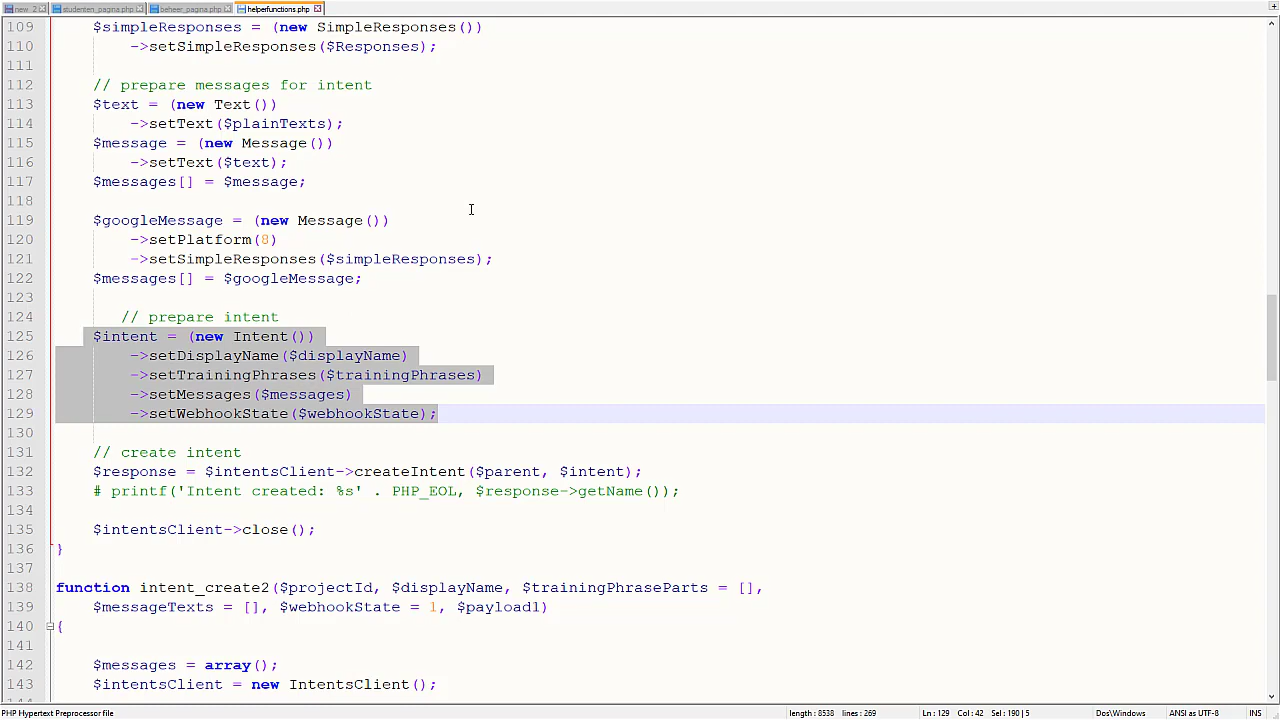 new 2 studenten_pagina.php beheer_pagina.php helperfunctions.php
109 $simpleResponses = (new SimpleResponses())
110 ->setSimpleResponses($Responses);
111
112 // prepare messages for intent
113 $text = (new Text())
114 ->setText($plainTexts);
115 $message = (new Message())
116 ->setText($text);
117 $messages[] = $message;
118
119 $googleMessage = (new Message())
120 ->setPlatform(8)
121 ->setSimpleResponses($simpleResponses);
122 $messages[] = $googleMessage;
123
124 // prepare intent
125 $intent = (new Intent())
126 ->setDisplayName($displayName)
127 ->setTrainingPhrases($trainingPhrases)
128 ->setMessages($messages)
129 ->setWebhookState($webhookState);
130
131 // create intent
132 $response = $intentsClient->createIntent($parent, $intent);
133 # printf('Intent created: %s' . PHP_EOL, $response->getName());
134
135 $intentsClient->close();
136 }
137
138 function intent_create2($projectId, $displayName, $trainingPhraseParts = [],
139 $messageTexts = [], $webhookState = 1, $payload1)
140 {
141
142 $messages = array();
143 $intentsClient = new IntentsClient();
PHP Hypertext Preprocessor file length : 8538 lines : 269 Ln : 129 Col : 42 Sel : 190 | 5 Dos\Windows ANSI as UTF-8 INS